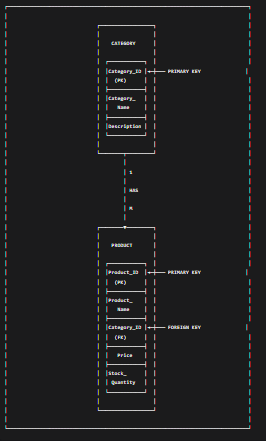 CATEGORY
Category_ID
PRIMARY KEY
(PK)
Category_
Name
Description
1
HAS
M
PRODUCT
Product_ID
PRIMARY KEY
(PK)
Product_
Name
Category_ID
FOREIGN KEY
(FK)
Price
Stock_
Quantity